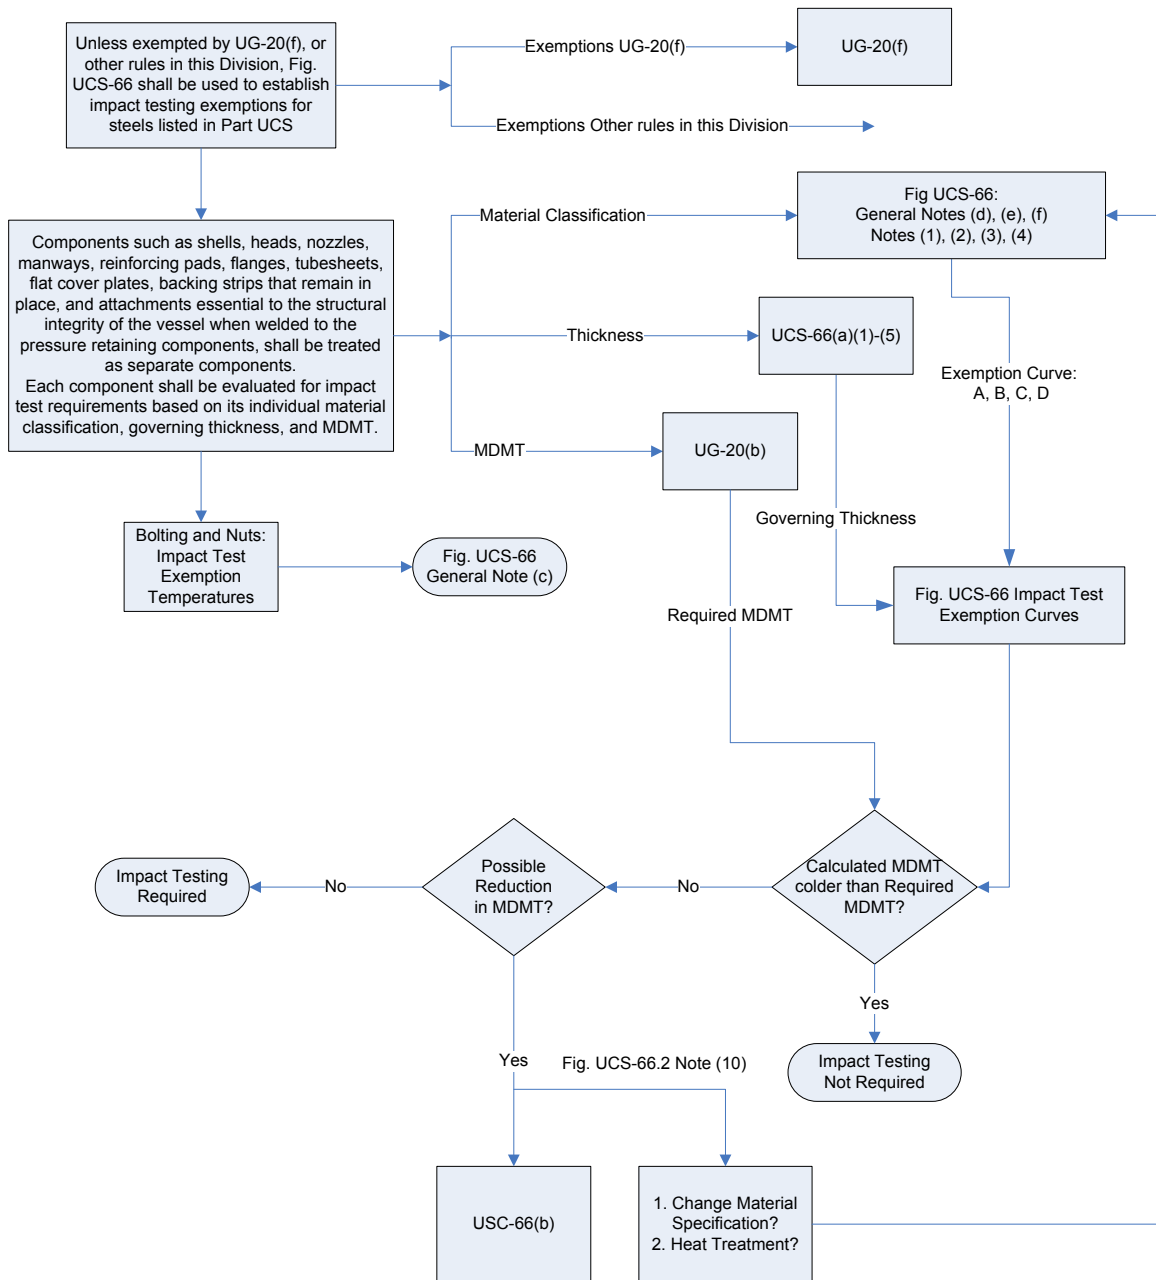 Unless exempted by UG-20(f), or
other rules in this Division, Fig.
UCS-66 shall be used to establish
impact testing exemptions for
steels listed in Part UCS
Exemptions UG-20(f)
UG-20(f)
Exemptions Other rules in this Division
Components such as shells, heads, nozzles,
manways, reinforcing pads, flanges, tubesheets,
flat cover plates, backing strips that remain in
place, and attachments essential to the structural
integrity of the vessel when welded to the
pressure retaining components, shall be treated
as separate components.
Each component shall be evaluated for impact
test requirements based on its individual material
classification, governing thickness, and MDMT.
Material Classification
Fig UCS-66:
General Notes (d), (e), (f)
Notes (1), (2), (3), (4)
Thickness
UCS-66(a)(1)-(5)
Exemption Curve:
A, B, C, D
MDMT
UG-20(b)
Governing Thickness
Bolting and Nuts:
Impact Test
Exemption
Temperatures
Fig. UCS-66
General Note (c)
Fig. UCS-66 Impact Test
Exemption Curves
Required MDMT
Calculated MDMT
colder than Required
MDMT?
No
Possible
Reduction
in MDMT?
No
Impact Testing
Required
Yes
Impact Testing
Not Required
Yes
Fig. UCS-66.2 Note (10)
USC-66(b)
1. Change Material
Specification?
2. Heat Treatment?